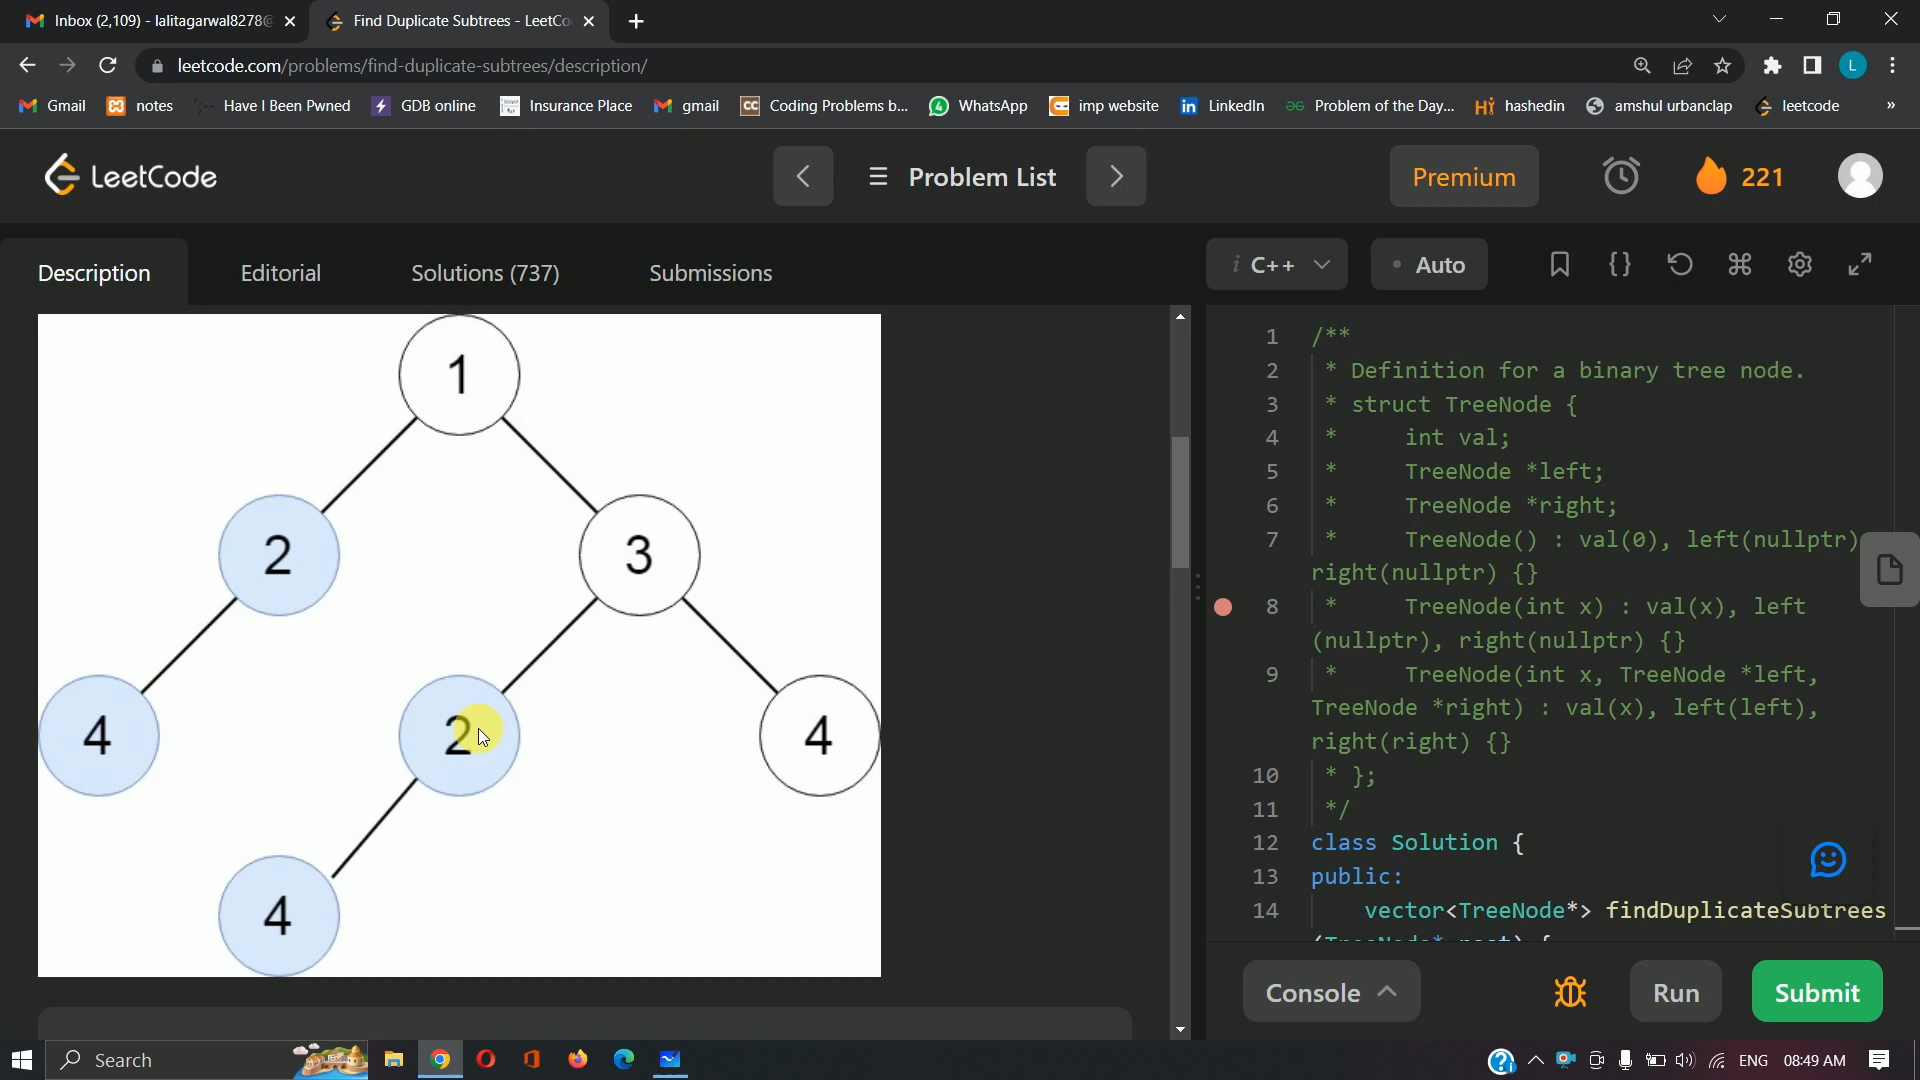 Inbox (2,109) - lalitagarwal8278@
Find Duplicate Subtrees - LeetCo
leetcode.com/problems/find-duplicate-subtrees/description/
L
Gmail
notes
Have I Been Pwned
GDB online
Insurance Place
gmail
CC Coding Problems b...
4 WhatsApp
imp website
in LinkedIn
Problem of the Day...
Hi hashedin
amshul urbanclap
leetcode
»
LeetCode
Problem List
Premium
221
Description
Editorial
Solutions (737)
Submissions
i C++
• Auto
1
2
3
4
2
4
4
1 /**
2 * Definition for a binary tree node.
3 * struct TreeNode {
4 *     int val;
5 *     TreeNode *left;
6 *     TreeNode *right;
7 *     TreeNode() : val(0), left(nullptr)
right(nullptr) {}
8 *     TreeNode(int x) : val(x), left
(nullptr), right(nullptr) {}
9 *     TreeNode(int x, TreeNode *left,
TreeNode *right) : val(x), left(left),
right(right) {}
10 * };
11 */
12 class Solution {
13 public:
14     vector<TreeNode*> findDuplicateSubtrees
Console
Run
Submit
Search
ENG
08:49 AM